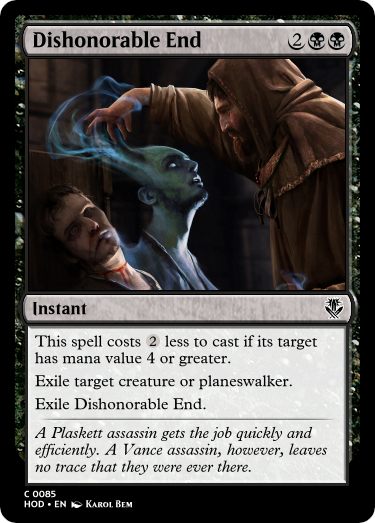 Dishonorable End 2
Instant
This spell costs 2 less to cast if its target
has mana value 4 or greater.
Exile target creature or planeswalker.
Exile Dishonorable End.
A Plaskett assassin gets the job quickly and
efficiently. A Vance assassin, however, leaves
no trace that they were ever there.
C 0085
HOD • EN Karol Bem